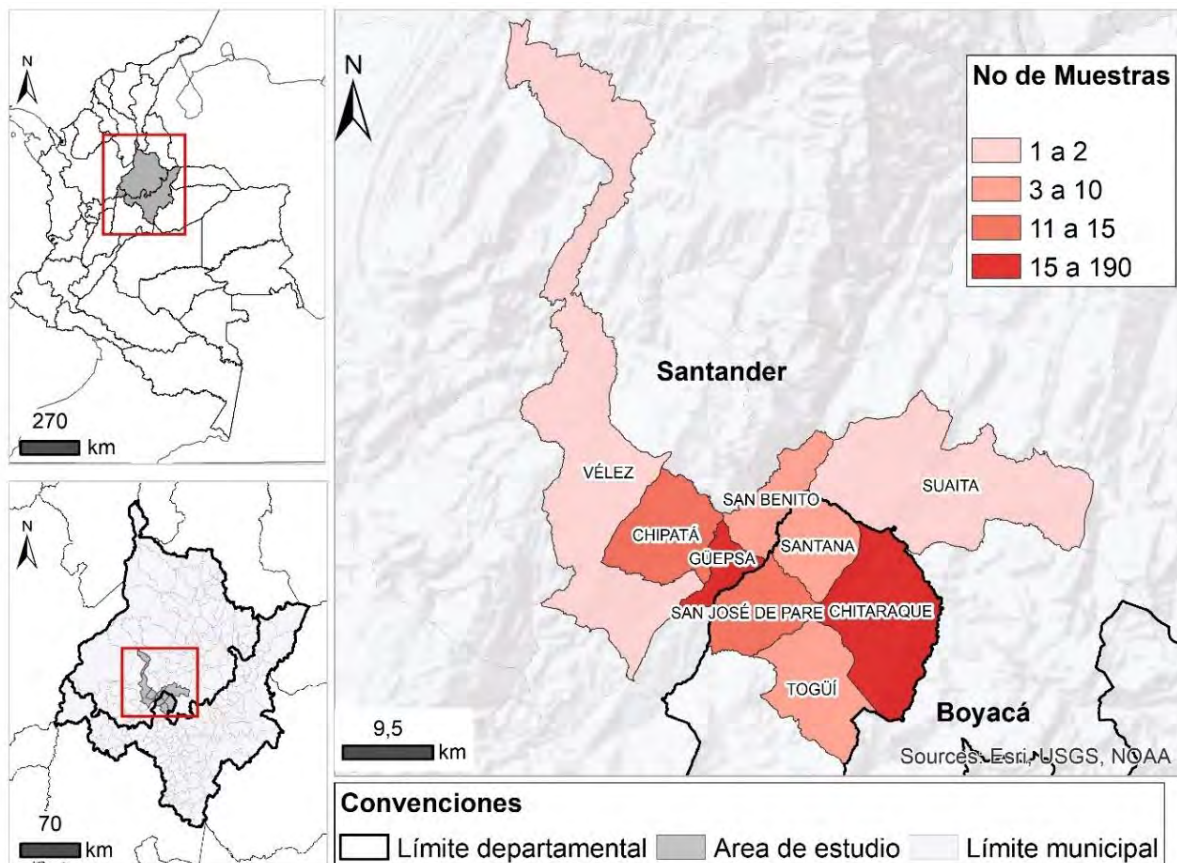 N
270
km
N
70
km
N
No de Muestras
1 a 2
3 a 10
11 a 15
15 a 190
Santander
VÉLEZ
SUAITA
SAN BENITO
CHIPATÁ
SANTANA
GÜEPSA
SAN JOSÉ DE PARE
CHITARAQUE
TOGÜÍ
Boyacá
9,5
km
Sources: Esri, USGS, NOAA
Convenciones
Límite departamental
Area de estudio
Límite municipal